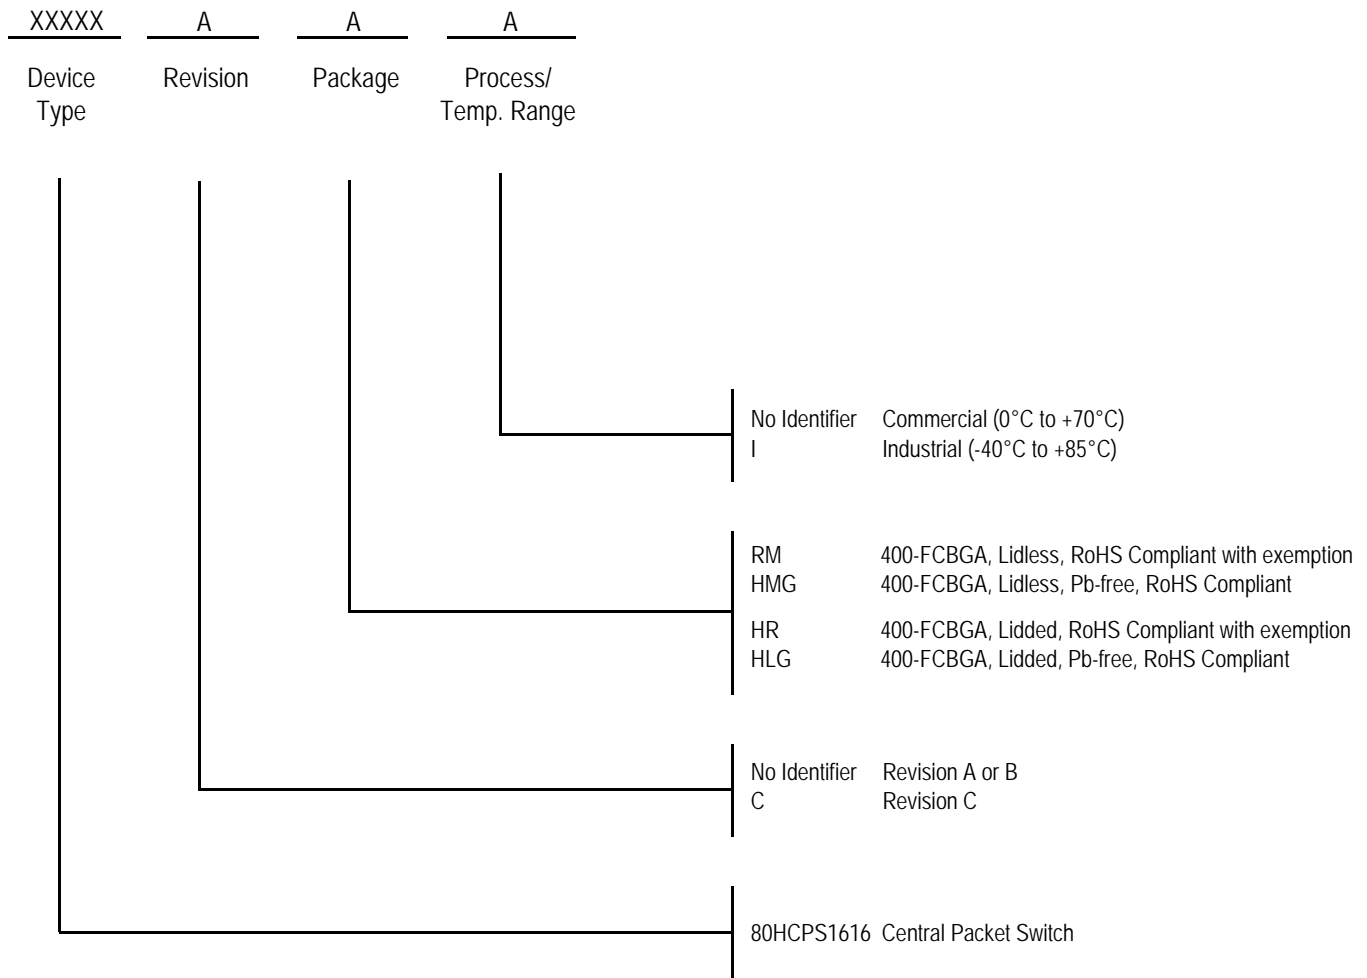 XXXXX A A A
Device Type Revision Package Process/ Temp. Range
No Identifier Commercial (0°C to +70°C)
I Industrial (-40°C to +85°C)
RM 400-FCBGA, Lidless, RoHS Compliant with exemption
HMG 400-FCBGA, Lidless, Pb-free, RoHS Compliant
HR 400-FCBGA, Lidded, RoHS Compliant with exemption
HLG 400-FCBGA, Lidded, Pb-free, RoHS Compliant
No Identifier Revision A or B
C Revision C
80HCPS1616 Central Packet Switch